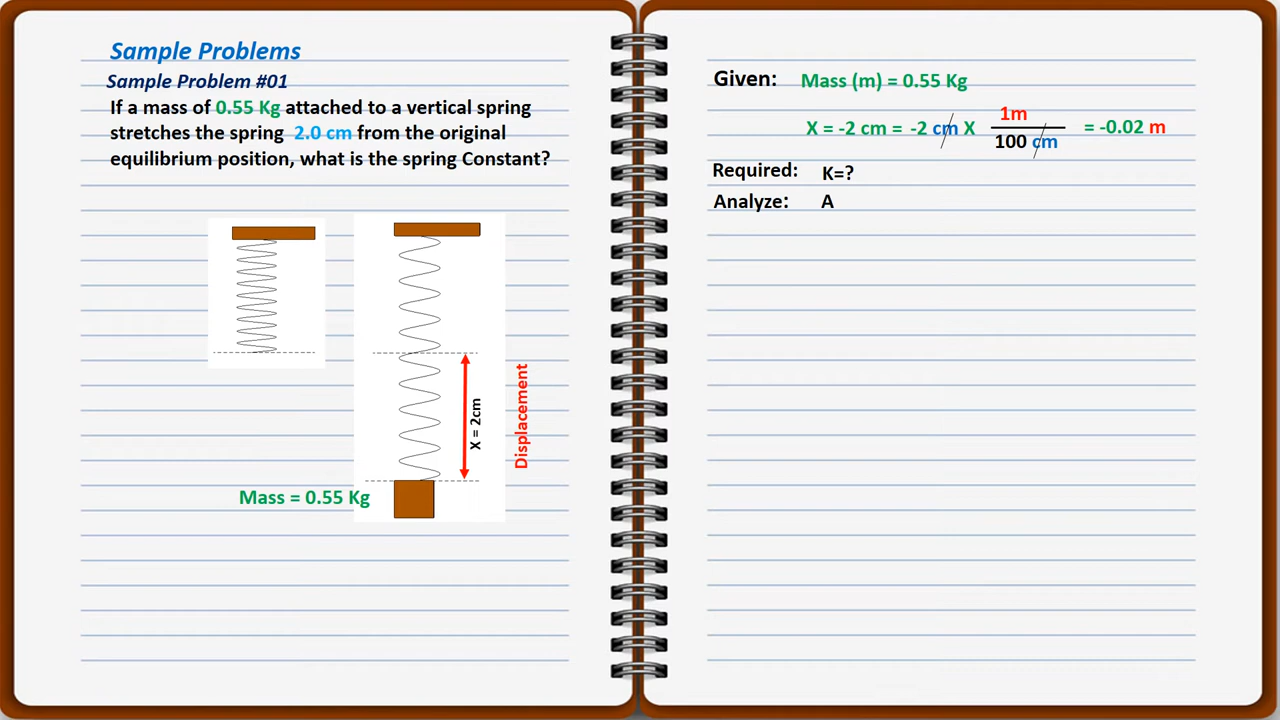 Sample Problems
Sample Problem #01
If a mass of 0.55 Kg attached to a vertical spring
stretches the spring 2.0 cm from the original
equilibrium position, what is the spring Constant?
X - 2cm
Displacement
Mass = 0.55 Kg
Given: Mass (m) = 0.55 Kg
X = -2 cm = -2 cm X 1m
100 cm
-0.02 m
Required: K=?
Analyze: A